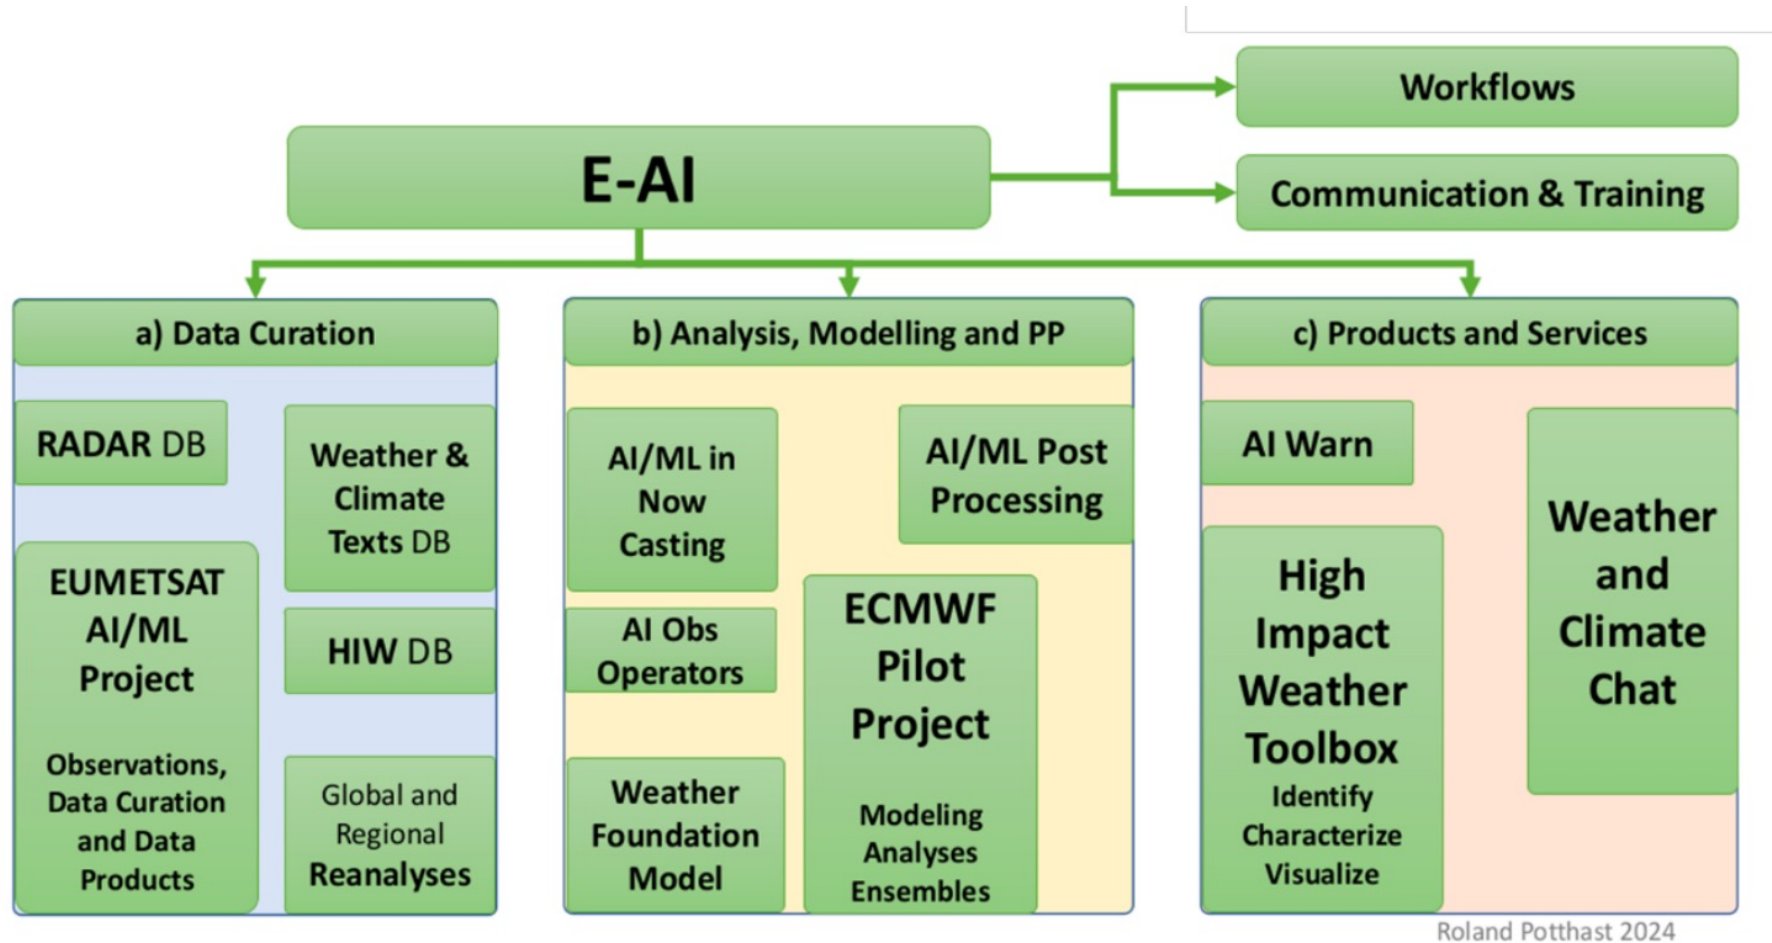 Workflows
E-AI
Communication & Training
a) Data Curation
RADAR DB
Weather &
Climate
Texts DB
EUMETSAT
AI/ML
Project
Observations,
Data Curation
and Data
Products
HIW DB
Global and
Regional
Reanalyses
b) Analysis, Modelling and PP
AI/ML in
Now
Casting
AI/ML Post
Processing
AI Obs
Operators
ECMWF
Pilot
Project
Modeling
Analyses
Ensembles
Weather
Foundation
Model
c) Products and Services
AI Warn
Weather
and
Climate
Chat
High
Impact
Weather
Toolbox
Identify
Characterize
Visualize
Roland Potthast 2024